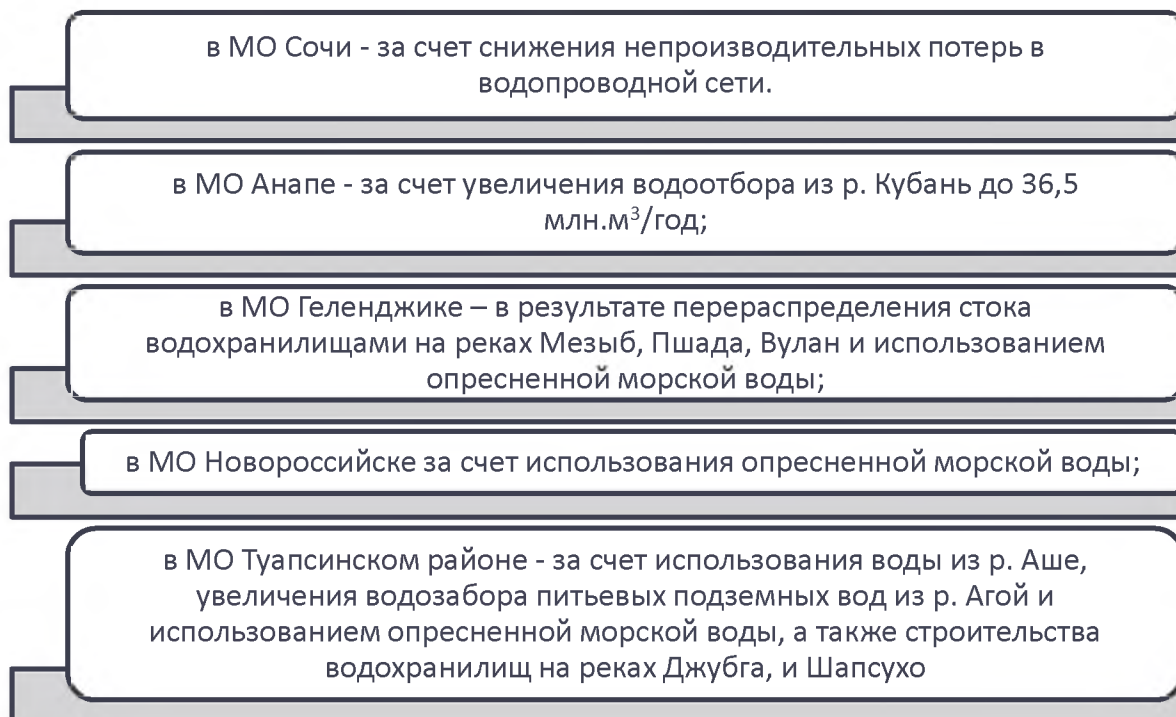 в МО Сочи - за счет снижения непроизводительных потерь в
водопроводной сети.
в МО Анапе - за счет увеличения водоотбора из р. Кубань до 36,5
млн.м³/год;
в МО Геленджике – в результате перераспределения стока
водохранилищами на реках Мезыб, Пшада, Вулан и использованием
опресненной морской воды;
в МО Новороссийске за счет использования опресненной морской воды;
в МО Туапсинском районе - за счет использования воды из р. Аше,
увеличения водозабора питьевых подземных вод из р. Агой и
использованием опресненной морской воды, а также строительства
водохранилищ на реках Джубга, и Шапсухо